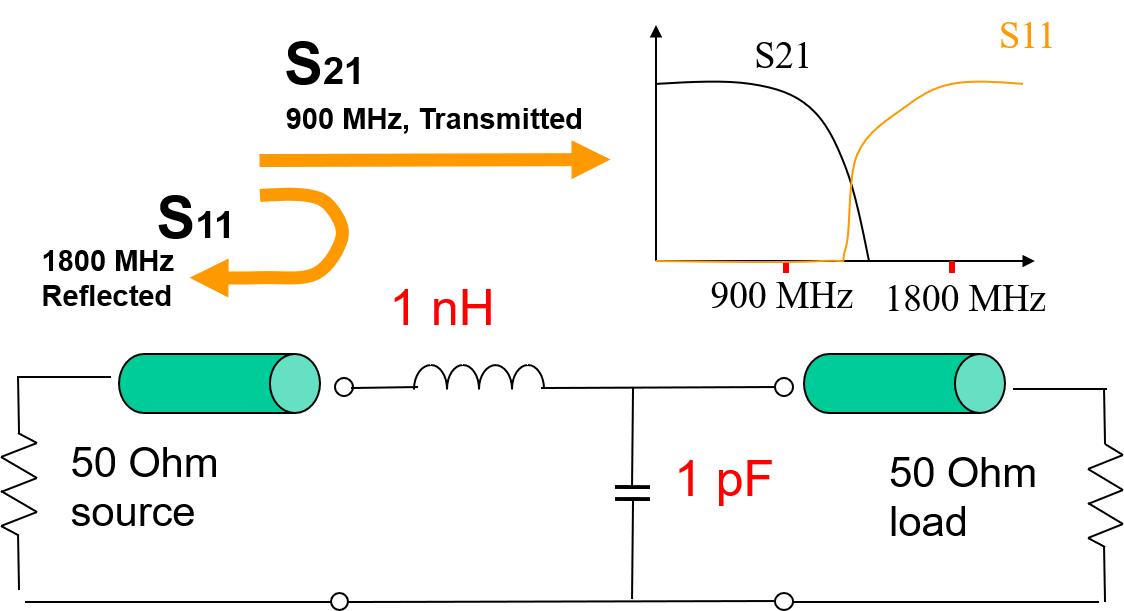 S21
900 MHz, Transmitted
S11
1800 MHz
Reflected
S21
S11
900 MHz
1800 MHz
1 nH
50 Ohm
source
1 pF
50 Ohm
load